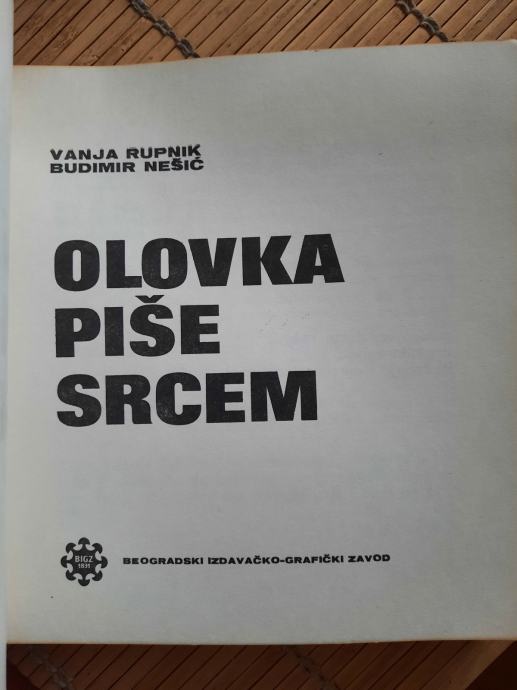 VANJA RUPNIK
BUDIMIR NEŠIĆ
OLOVKA
PIŠE
SRCEM
BIGZ
1831
BEOGRADSKI IZDAVAČKO-GRAFIČKI ZAVOD